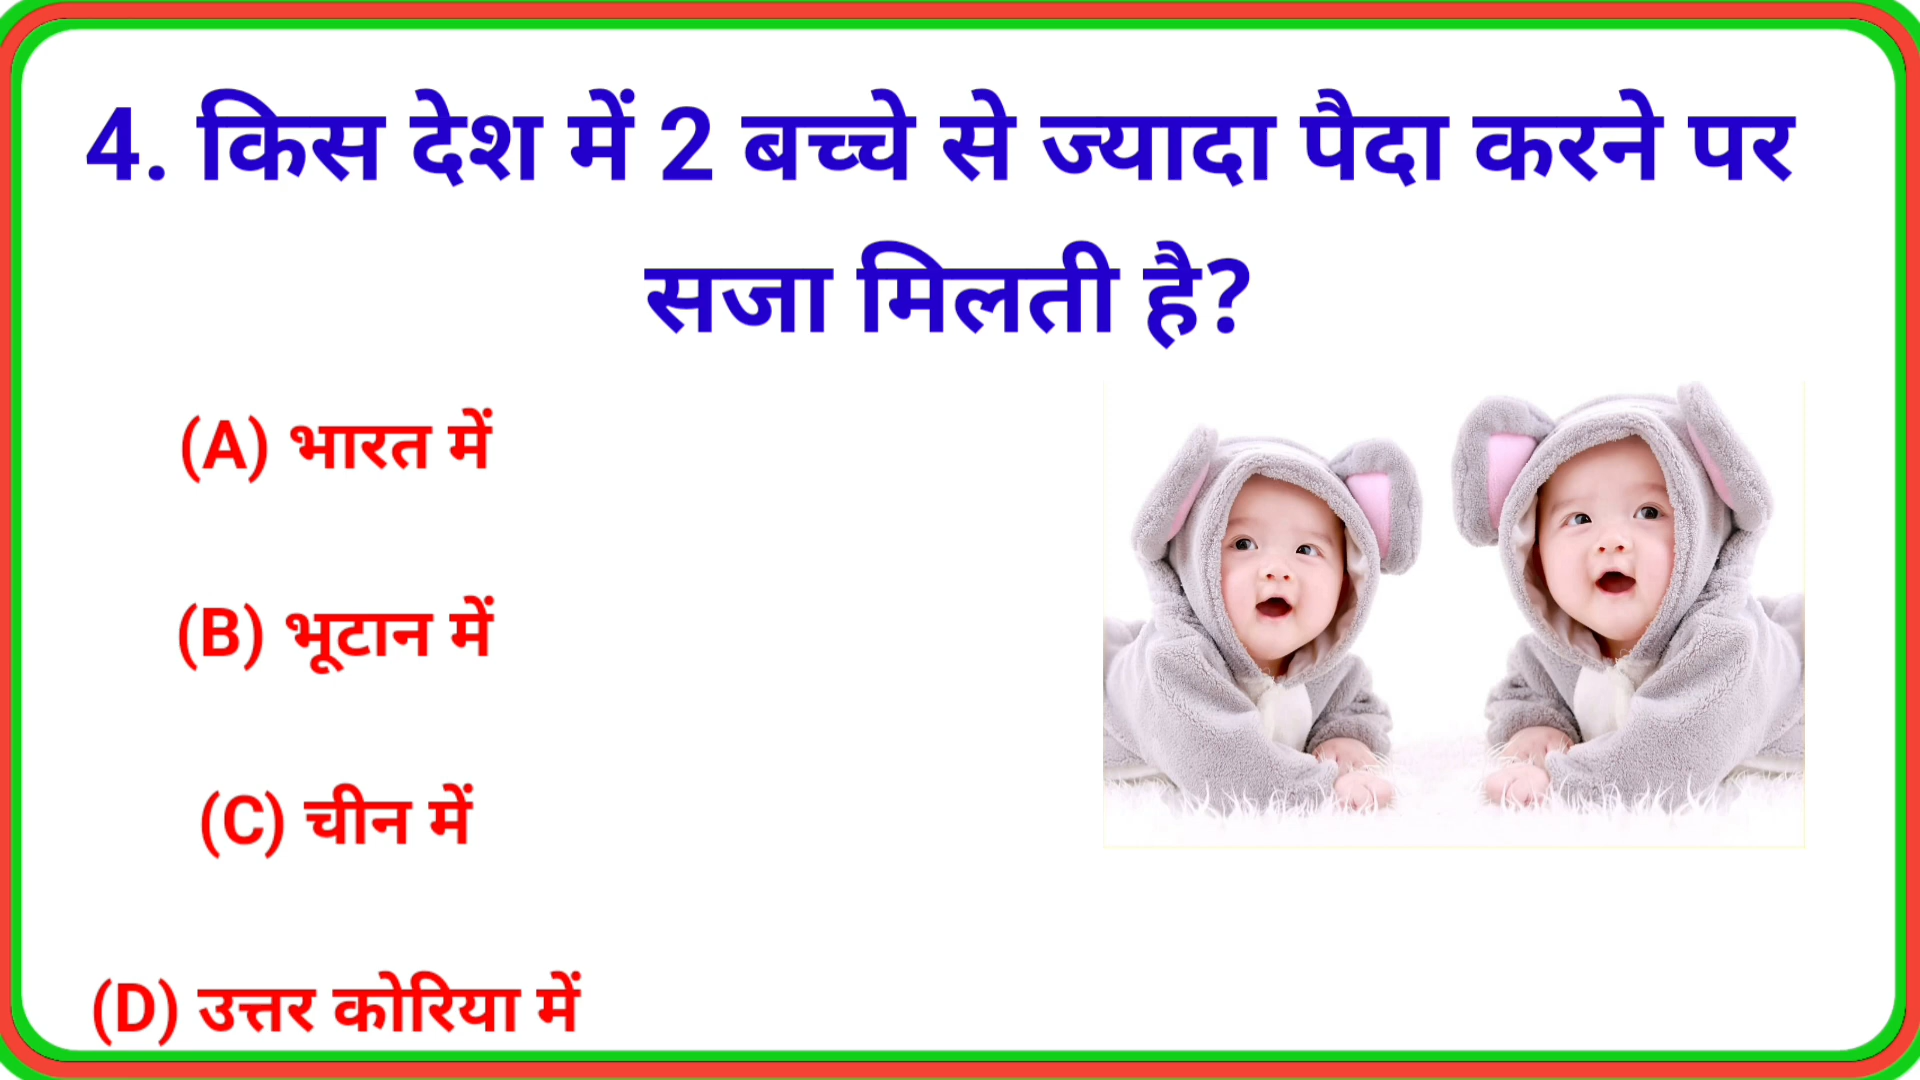 4. किस देश में 2 बच्चे से ज्यादा पैदा करने पर
सजा मिलती है?
(A) भारत में
(B) भूटान में
(C) चीन में
(D) उत्तर कोरिया में